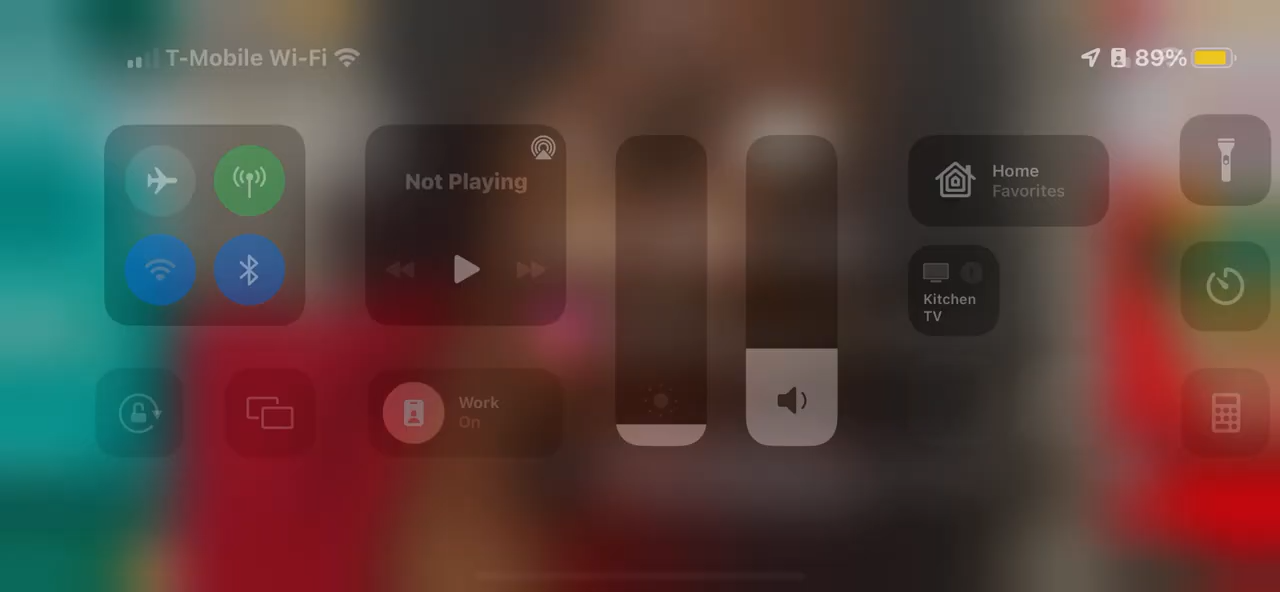 T-Mobile Wi-Fi
89%
Not Playing
Home
Favorites
Kitchen
TV
Work
On